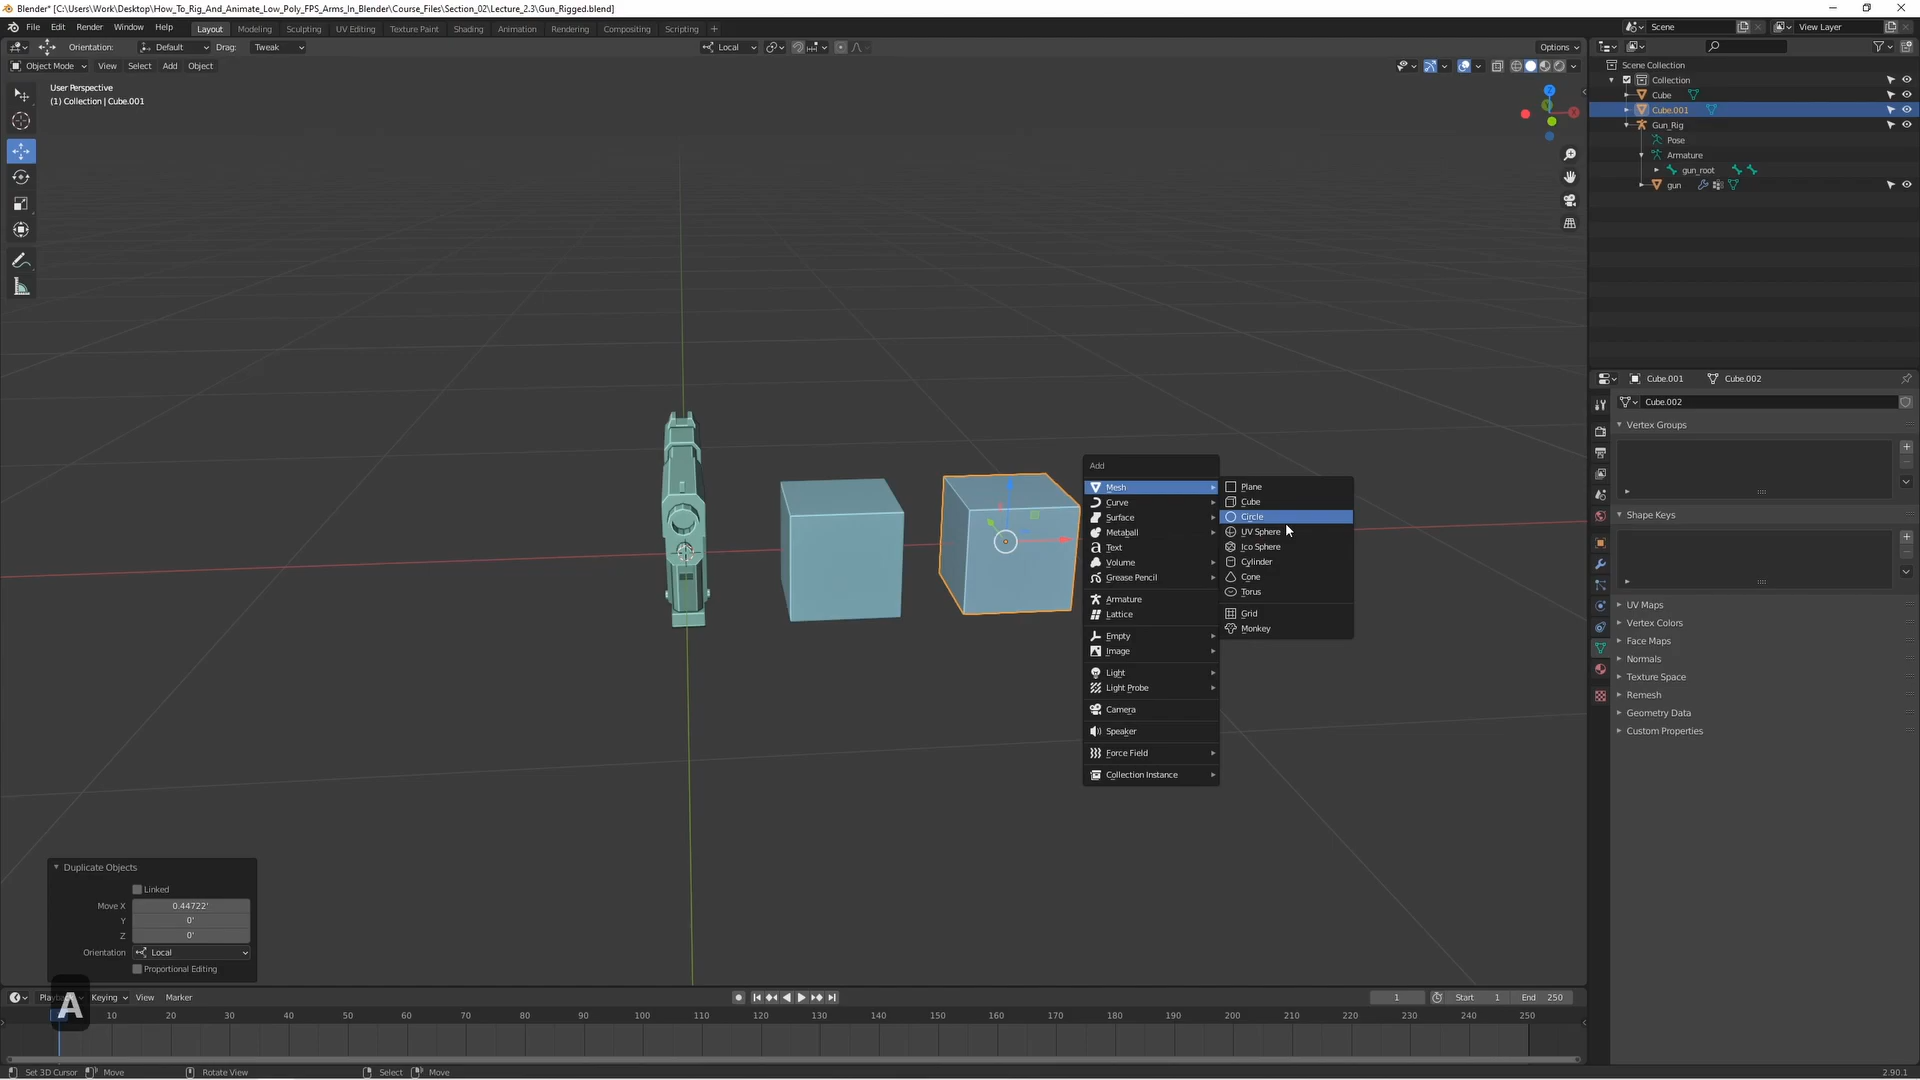 Blender* [C:\Users\Work\Desktop\How_To_Rig_And_Animate_Low_Poly_FPS_Arms_In_Blender\Course_Files\Section_02\Lecture_2.3\Gun_Rigged.blend]
File Edit Render Window Help Layout Modeling Sculpting UV Editing Texture Paint Shading Animation Rendering Compositing Scripting + Scene View Layer
Orientation: Default Drag: Tweak Local Options
Object Mode View Select Add Object
User Perspective
(1) Collection | Cube.001
Scene Collection
Collection
Cube
Cube.001
Gun_Rig
Pose
Armature
gun_root
gun
Z
X
Cube.001 Cube.002
Cube.002
Vertex Groups
Shape Keys
UV Maps
Vertex Colors
Face Maps
Normals
Texture Space
Remesh
Geometry Data
Custom Properties
Add
Mesh
Curve
Surface
Metaball
Text
Volume
Grease Pencil
Armature
Lattice
Empty
Image
Light
Light Probe
Camera
Speaker
Force Field
Collection Instance
Plane
Cube
Circle
UV Sphere
Ico Sphere
Cylinder
Cone
Torus
Grid
Monkey
Duplicate Objects
Linked
Move X 0.44722'
Y 0'
Z 0'
Orientation Local
Proportional Editing
Keying View Marker 1 Start 1 End 250
A
10 20 30 40 50 60 70 80 90 100 110 120 130 140 150 160 170 180 190 200 210 220 230 240 250
Set 3D Cursor Move Rotate View Select Move 2.90.1